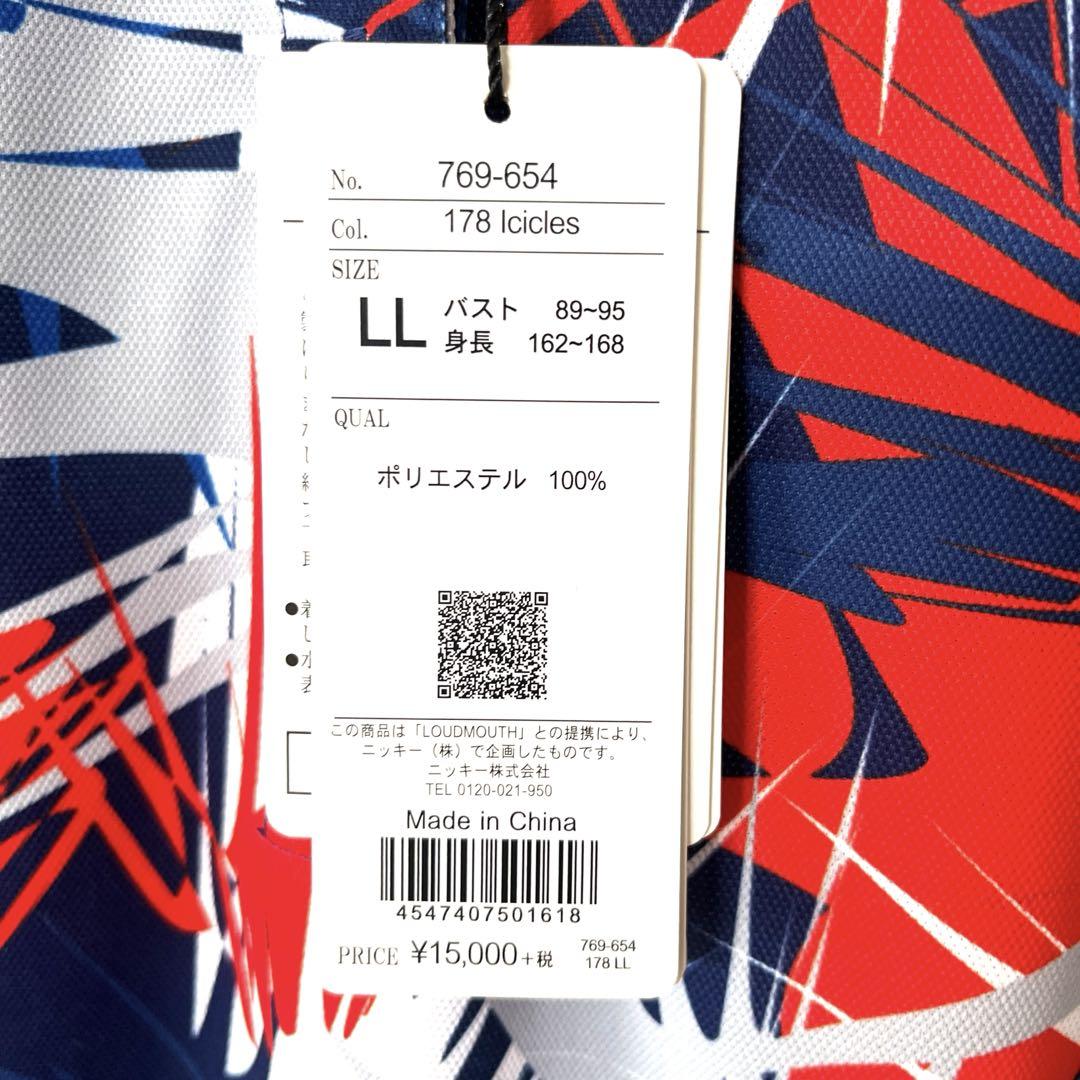 No. 769-654
Col. 178 Icicles
SIZE
LL バスト 89~95
身長 162~168
QUAL
ポリエステル 100%
この商品は「LOUDMOUTH」との提携により、
ニッキー（株）で企画したものです。
ニッキー株式会社
TEL 0120-021-950
Made in China
4547407501618
PRICE ¥15,000+税
769-654
178 LL